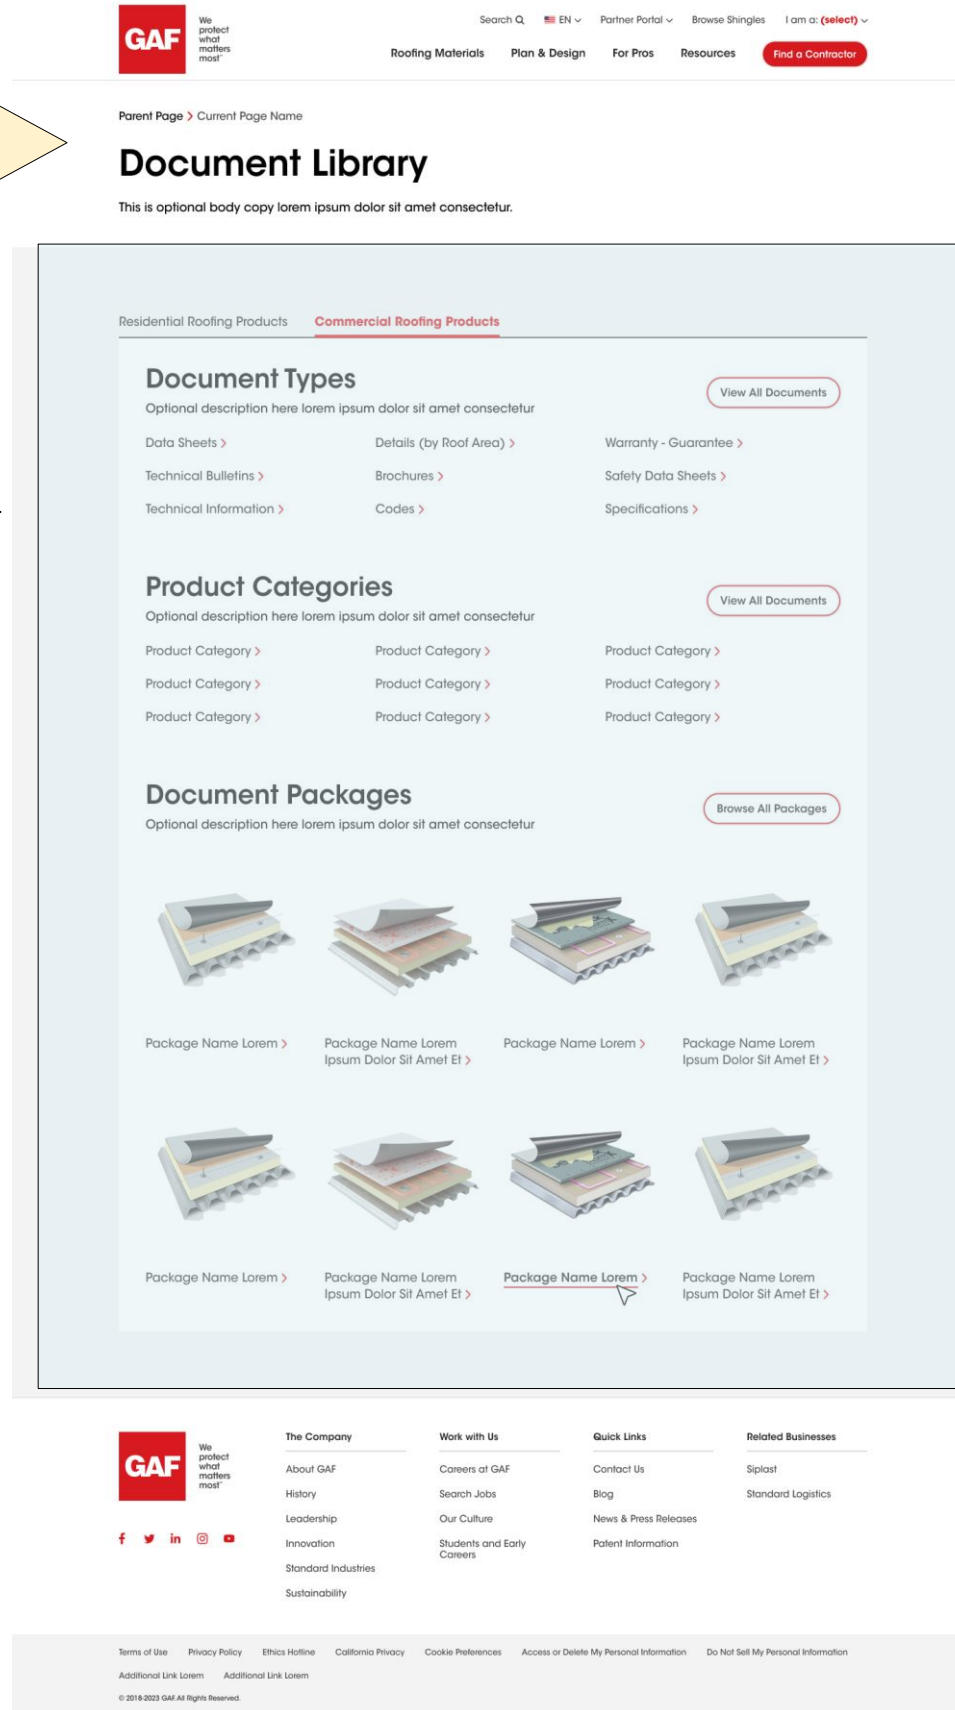 GAF
We
protect
what
matters
most™
Search
EN
Partner Portal
Browse Shingles
I am a: (select)
Roofing Materials
Plan & Design
For Pros
Resources
Find a Contractor
Parent Page > Current Page Name
Document Library
This is optional body copy lorem ipsum dolor sit amet consectetur.
Residential Roofing Products
Commercial Roofing Products
Document Types
Optional description here lorem ipsum dolor sit amet consectetur
View All Documents
Data Sheets >
Details (by Roof Area) >
Warranty - Guarantee >
Technical Bulletins >
Brochures >
Safety Data Sheets >
Technical Information >
Codes >
Specifications >
Product Categories
Optional description here lorem ipsum dolor sit amet consectetur
View All Documents
Product Category >
Product Category >
Product Category >
Product Category >
Product Category >
Product Category >
Product Category >
Product Category >
Product Category >
Document Packages
Optional description here lorem ipsum dolor sit amet consectetur
Browse All Packages
Package Name Lorem >
Package Name Lorem
Ipsum Dolor Sit Amet Et >
Package Name Lorem >
Package Name Lorem
Ipsum Dolor Sit Amet Et >
Package Name Lorem >
Package Name Lorem
Ipsum Dolor Sit Amet Et >
Package Name Lorem >
Package Name Lorem
Ipsum Dolor Sit Amet Et >
GAF
We
protect
what
matters
most™
The Company
About GAF
History
Leadership
Innovation
Standard Industries
Sustainability
Work with Us
Careers at GAF
Search Jobs
Our Culture
Students and Early
Careers
Quick Links
Contact Us
Blog
News & Press Releases
Patent Information
Related Businesses
Siplast
Standard Logistics
Terms of Use
Privacy Policy
Ethics Hotline
California Privacy
Cookie Preferences
Access or Delete My Personal Information
Do Not Sell My Personal Information
Additional Link Lorem
Additional Link Lorem
© 2018-2023 GAF. All Rights Reserved.